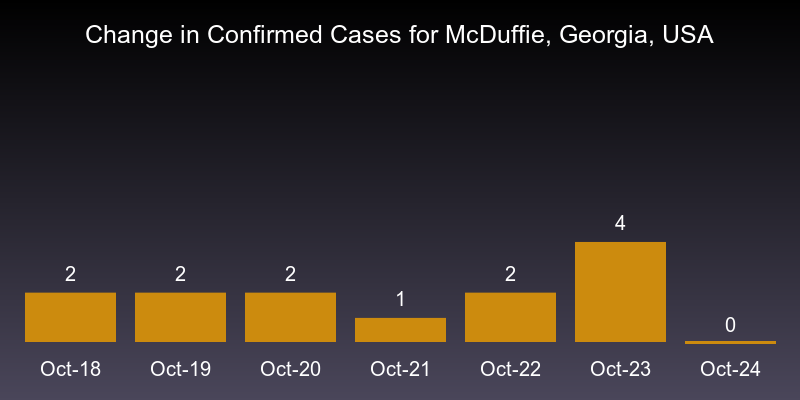 Change in Confirmed Cases for McDuffie, Georgia, USA
4
2 2 2 1 2 0
Oct-18 Oct-19 Oct-20 Oct-21 Oct-22 Oct-23 Oct-24